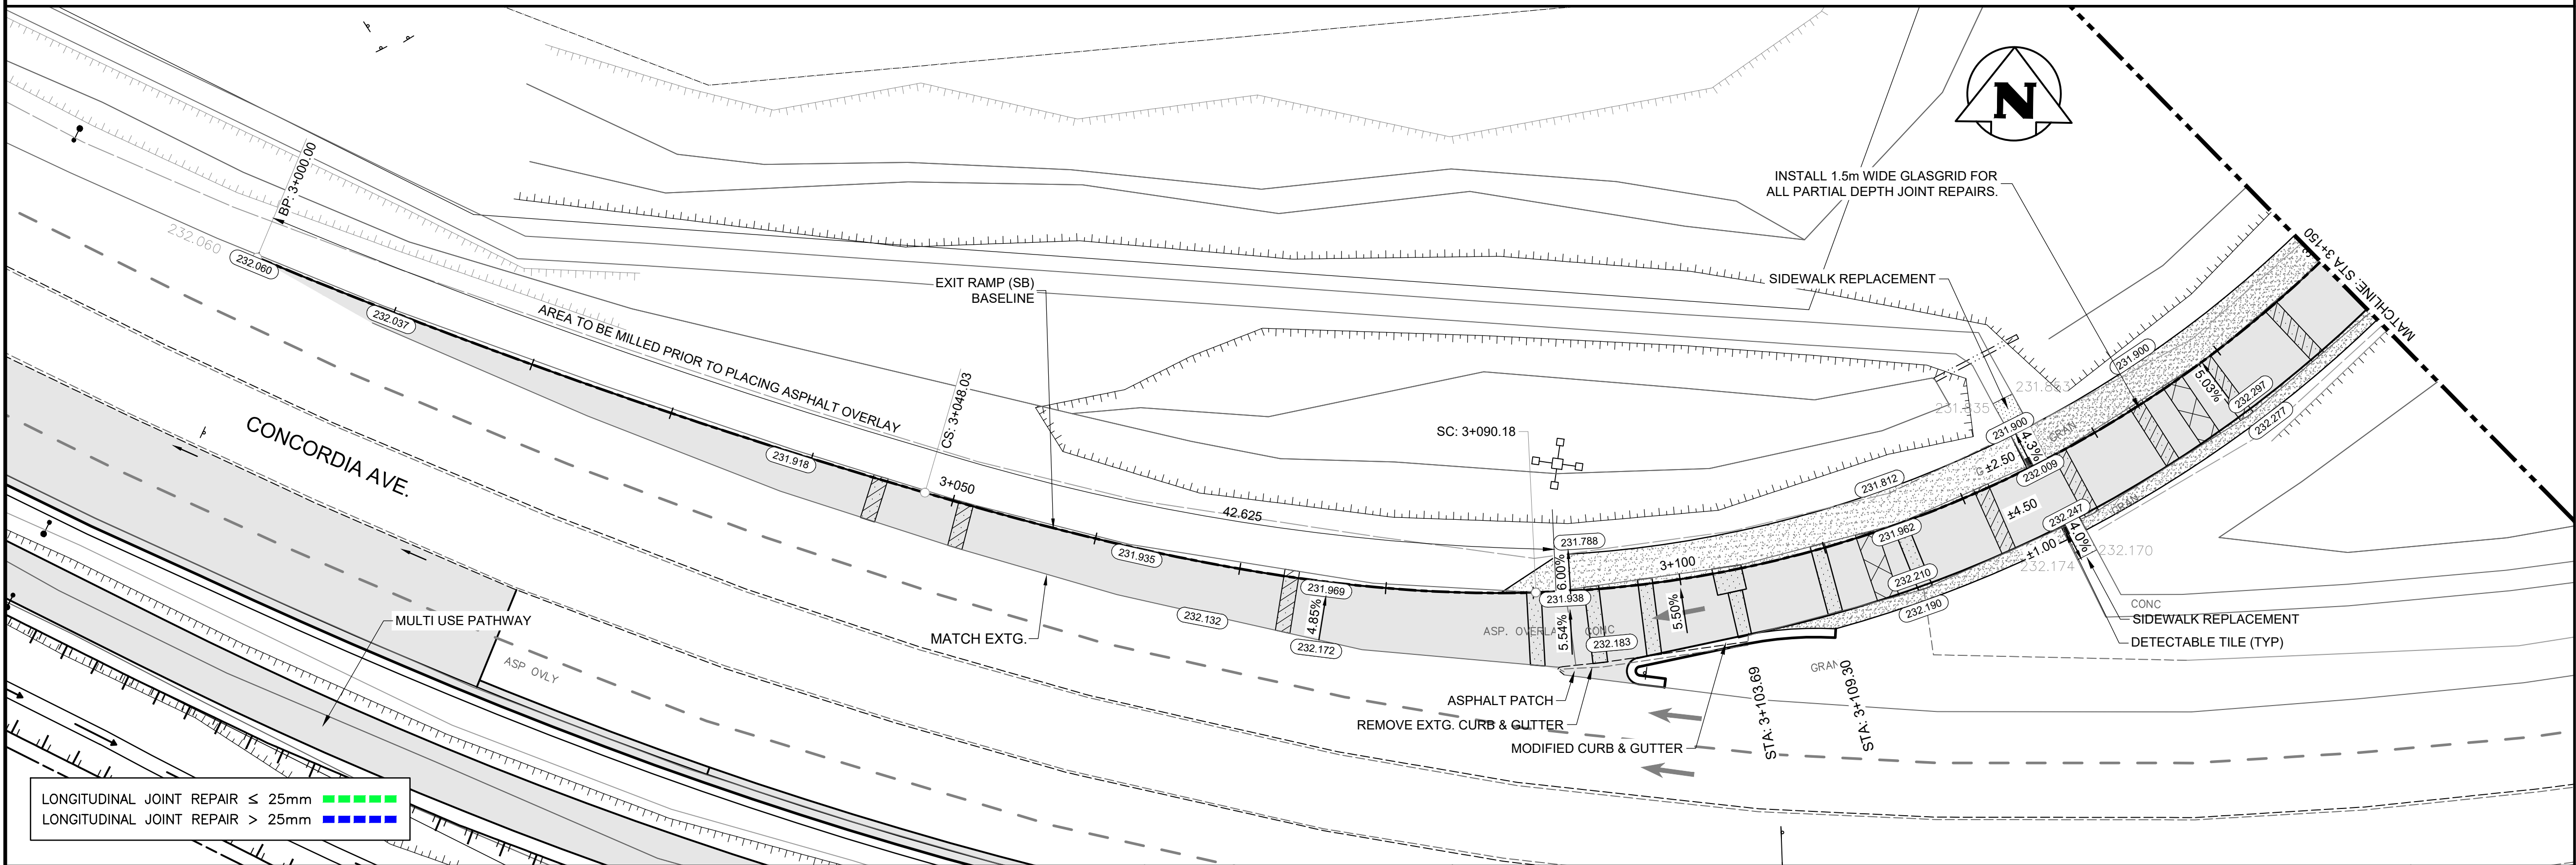 N
INSTALL 1.5m WIDE GLASGRID FOR
ALL PARTIAL DEPTH JOINT REPAIRS.
BP: 3+000.00
232.060
232.060
MATCHLINE: STA 3+150
SIDEWALK REPLACEMENT
EXIT RAMP (SB)
BASELINE
232.037
AREA TO BE MILLED PRIOR TO PLACING ASPHALT OVERLAY
231.900
5.03%
232.297
232.277
CS: 3+048.03
CONCORDIA AVE.
SC: 3+090.18
231.900
4.3%
GRAN
231.918
±2.50
232.009
3+050
231.812
42.625
±4.50
GRAN
232.247
4.0%
±1.00
232.170
232.174
231.935
231.788
6.00%
231.962
3+100
231.969
4.85%
231.938
232.210
232.190
5.50%
232.132
232.172
5.54%
ASP. OVERLA
CONC
232.183
CONC
SIDEWALK REPLACEMENT
DETECTABLE TILE (TYP)
MULTI USE PATHWAY
MATCH EXTG.
ASP OVLY
GRAN
ASPHALT PATCH
REMOVE EXTG. CURB & GUTTER
MODIFIED CURB & GUTTER
STA: 3+103.69
STA: 3+109.30
LONGITUDINAL JOINT REPAIR ≤ 25mm
LONGITUDINAL JOINT REPAIR > 25mm